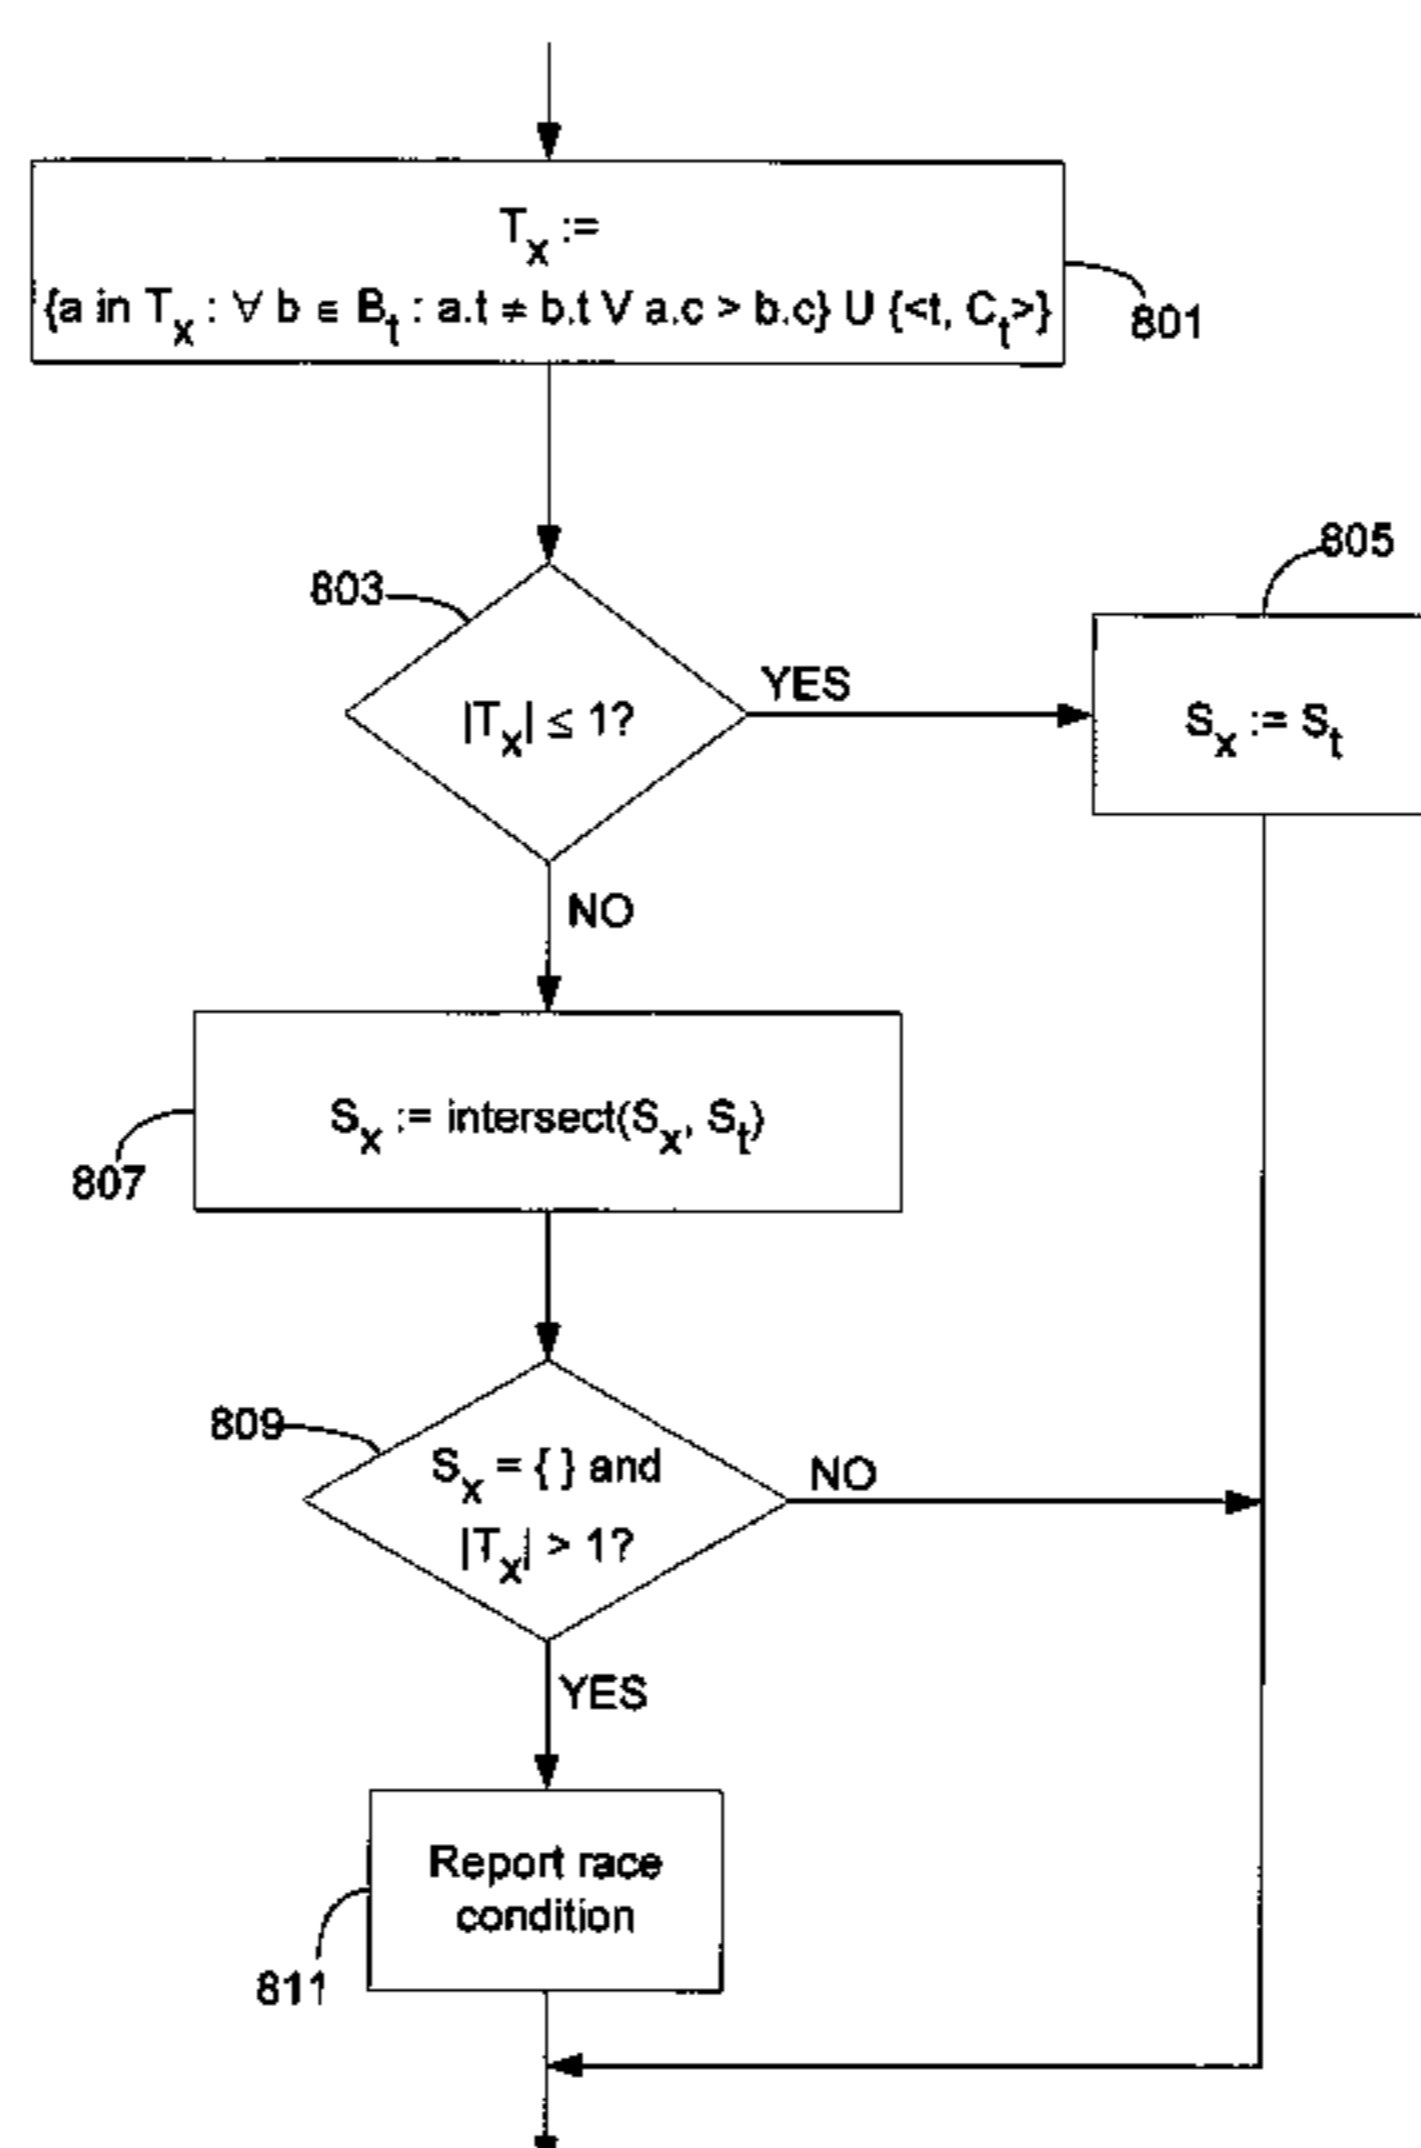 Tx :=
{a in Tx : ∀ b ∈ Bt : a.t ≠ b.t V a.c > b.c} U {<t, Ct>}
801
805
803
YES
|Tx| ≤ 1?
Sx := St
NO
Sx := intersect(Sx, St)
807
809
Sx = { } and
|Tx| > 1?
NO
YES
Report race
condition
811